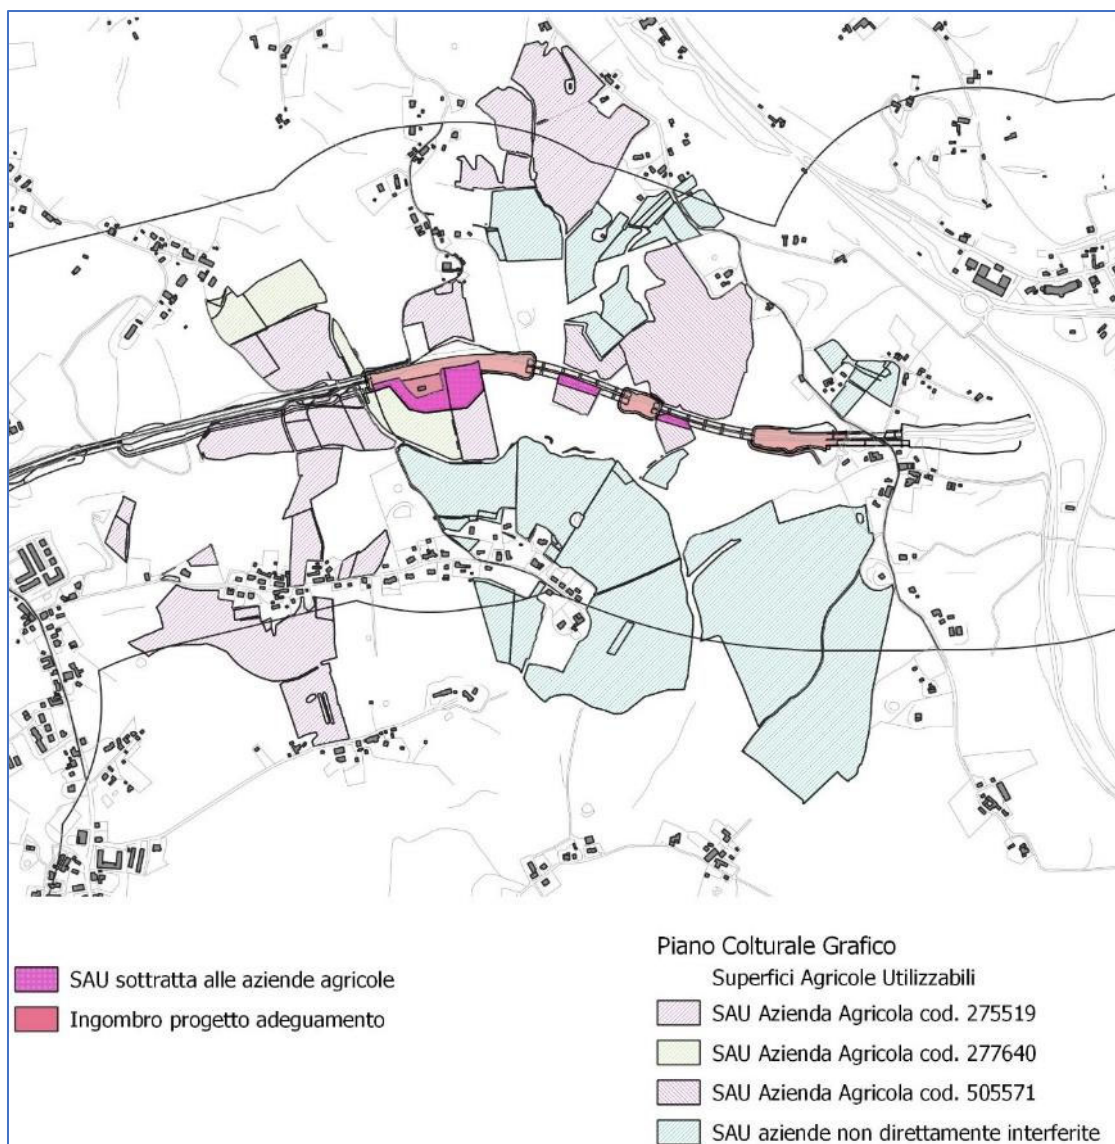 SAU sottratta alle aziende agricole
Ingombro progetto adeguamento
Piano Colturale Grafico
Superfici Agricole Utilizzabili
SAU Azienda Agricola cod. 275519
SAU Azienda Agricola cod. 277640
SAU Azienda Agricola cod. 505571
SAU aziende non direttamente interferite